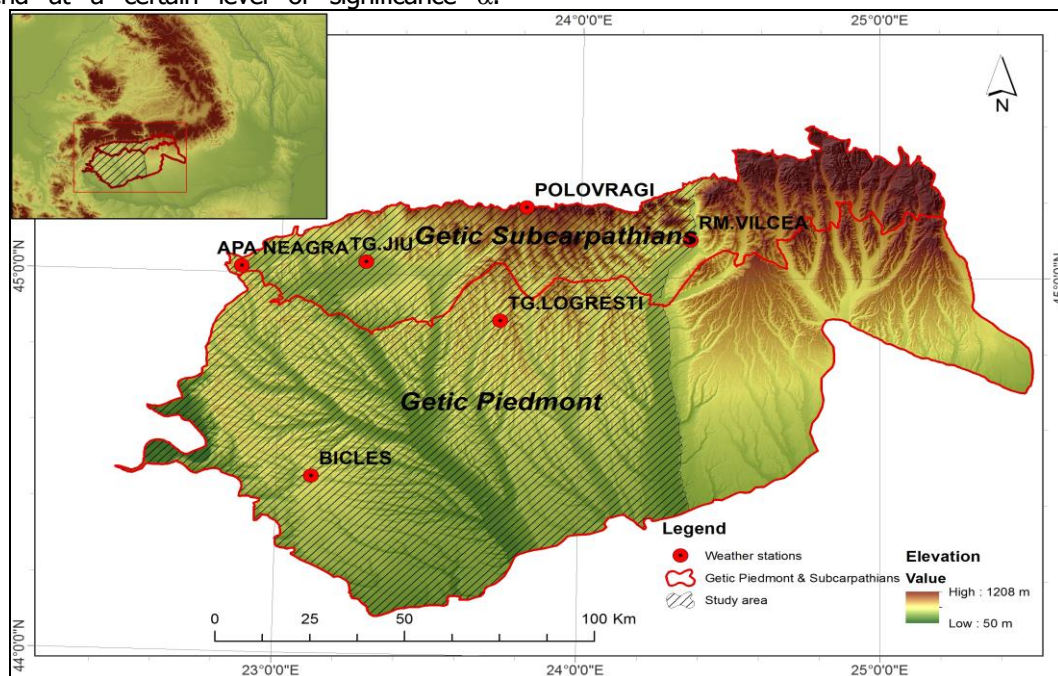 at a certain level of significance α.
24°0'0"E
25°0'0"E
N
POLOVRAGI
RM.VILCEA
Getic Subcarpathians
APA NEAGRA
TG.JIU
45°0'0"N
45°0'0"N
TG.LOGRESTI
Getic Piedmont
BICLES
Legend
Weather stations
Getic Piedmont & Subcarpathians
Study area
Elevation
Value
High : 1208 m
Low : 50 m
0 25 50 100 Km
44°0'0"N
23°0'0"E
24°0'0"E
25°0'0"E